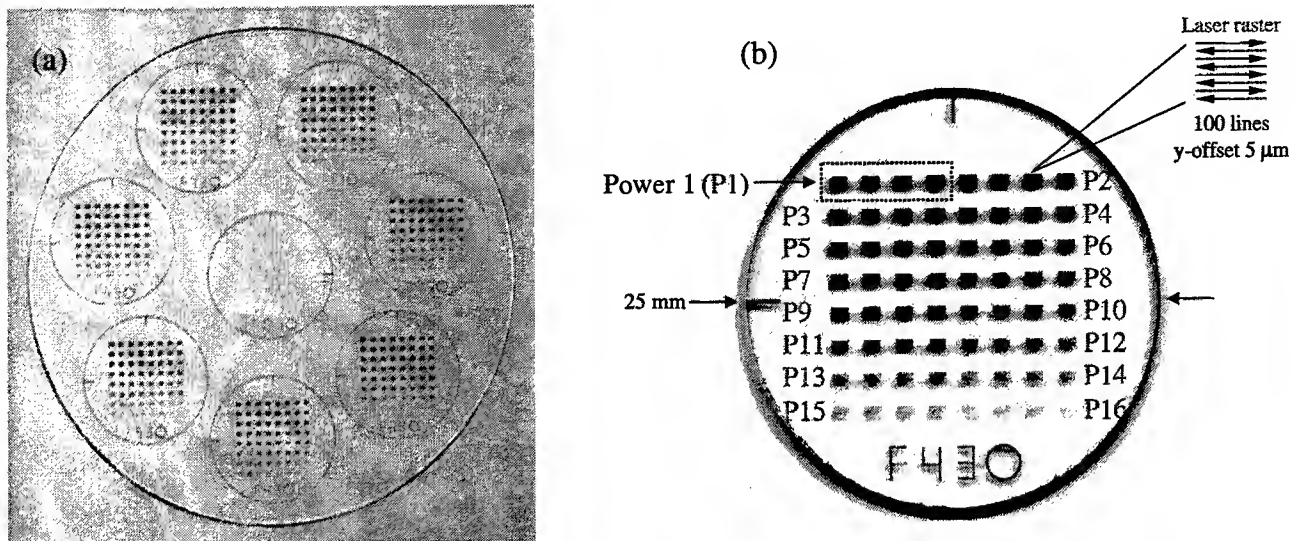 (a)
(b)
Laser raster
100 lines
y-offset 5 μm
Power 1 (P1)
P2
P3
P4
P5
P6
P7
P8
25 mm
P9
P10
P11
P12
P13
P14
P15
P16
F430